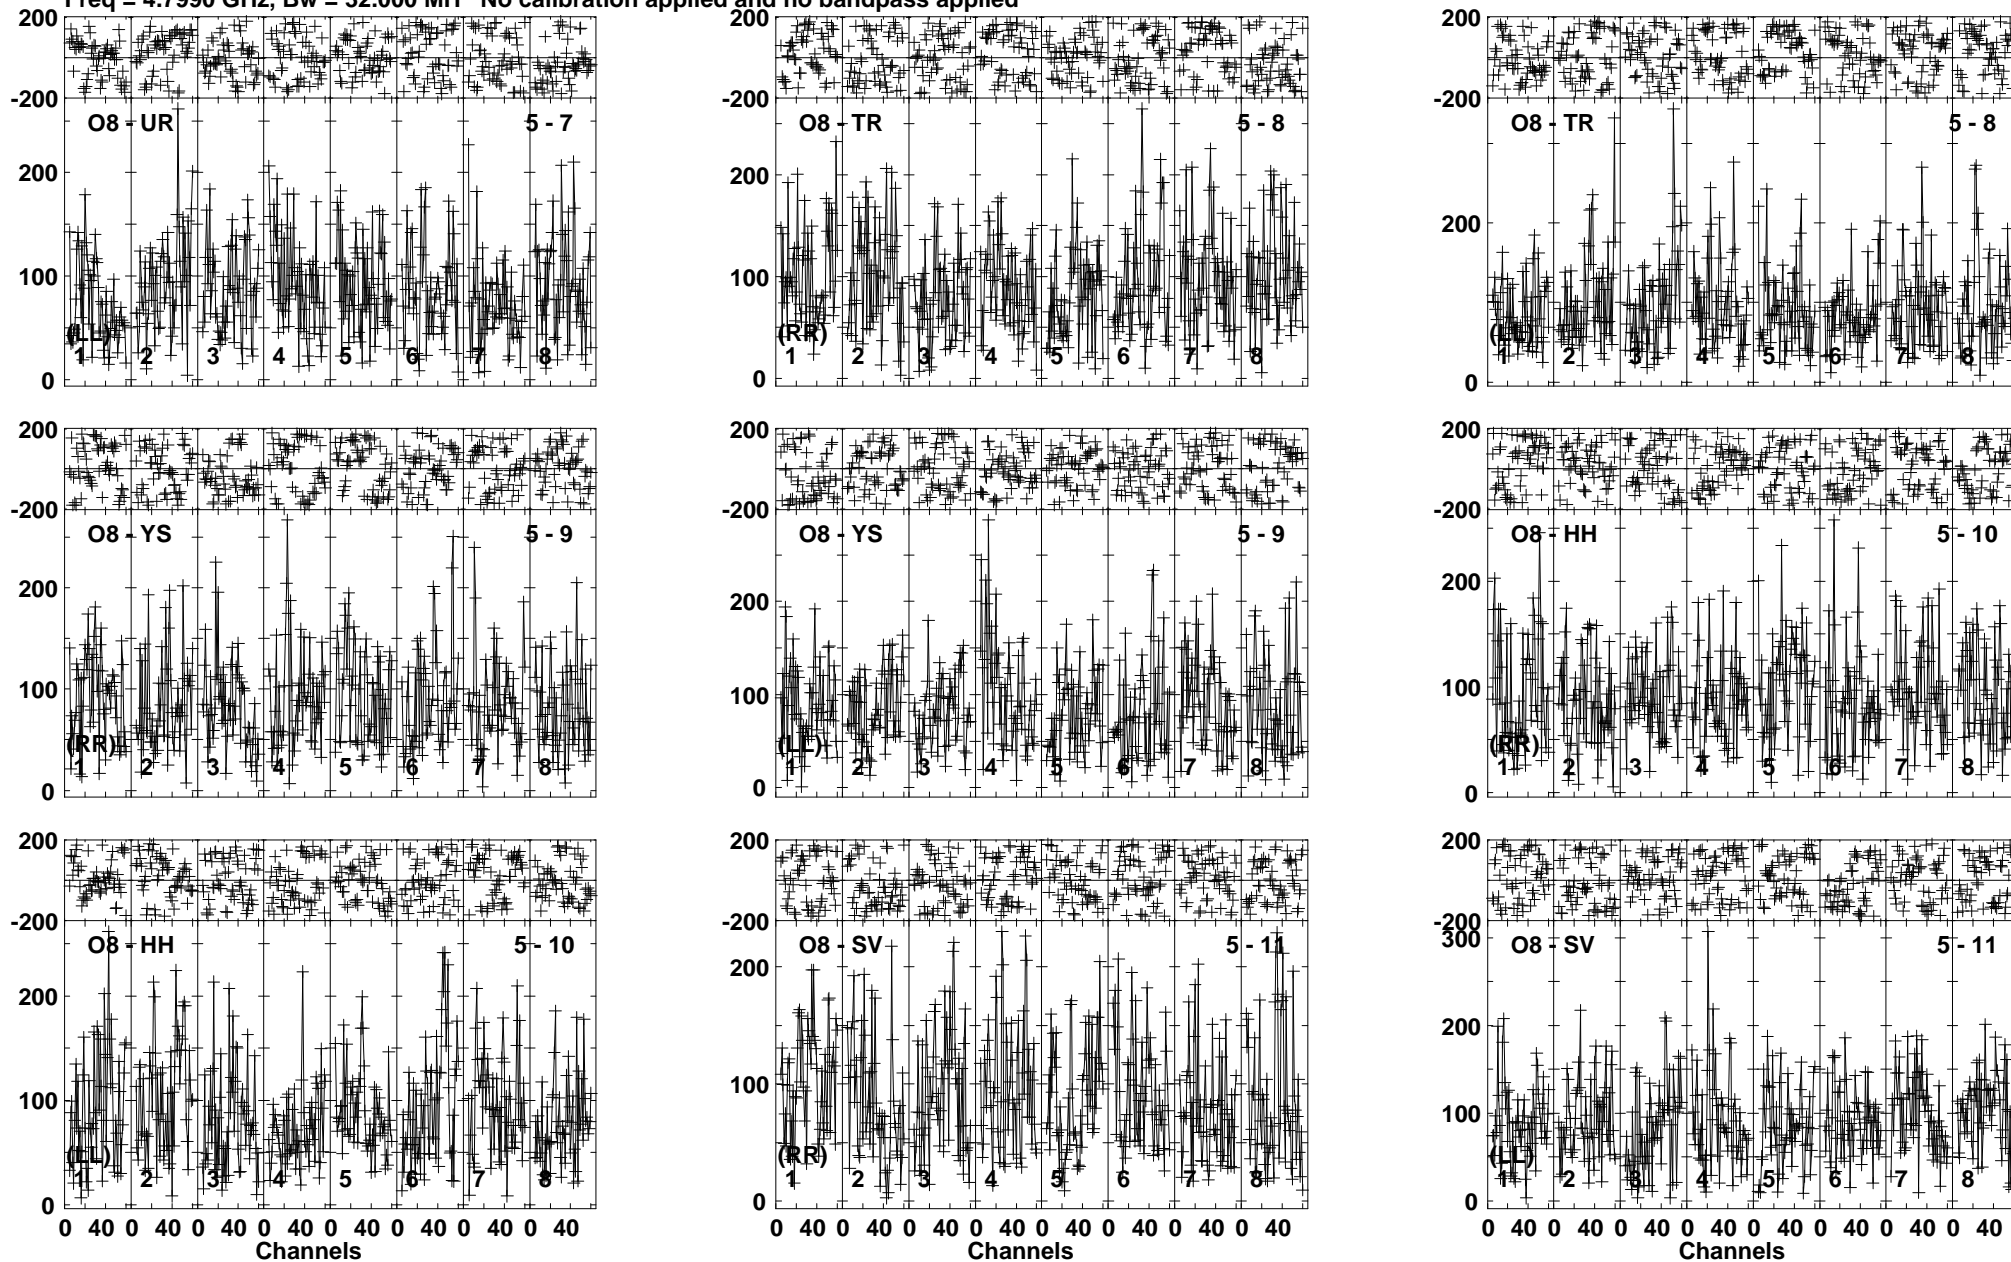 Freq = 4.7990 GHz, Bw = 32.000 MH No calibration applied and no bandpass applied
200 200 200
-200 -200 -200
O8 - UR 5 - 7 O8 - TR 5 - 8 O8 - TR 5 - 8
200 200 200
100 100
(LL) (RR) (LL)
1 2 3 4 5 6 7 8 1 2 3 4 5 6 7 8 1 2 3 4 5 6 7 8
0 0 0
200 200 200
-200 -200 -200
O8 - YS 5 - 9 O8 - YS 5 - 9 O8 - HH 5 - 10
200 200 200
100 100 100
(RR) (LL) (RR)
1 2 3 4 5 6 7 8 1 2 3 4 5 6 7 8 1 2 3 4 5 6 7 8
0 0 0
200 200 200
-200 -200 -200
O8 - HH 5 - 10 O8 - SV 5 - 11 300 O8 - SV 5 - 11
200 200 200
100 100 100
(LL) (RR) (LL)
1 2 3 4 5 6 7 8 1 2 3 4 5 6 7 8 1 2 3 4 5 6 7 8
0 0 0
0 40 0 40 0 40 0 40 0 40 0 40 0 40 0 40 0 40 0 40 0 40 0 40 0 40 0 40 0 40 0 40 0 40 0 40 0 40 0 40 0 40 0 40 0 40 0 40
Channels Channels Channels